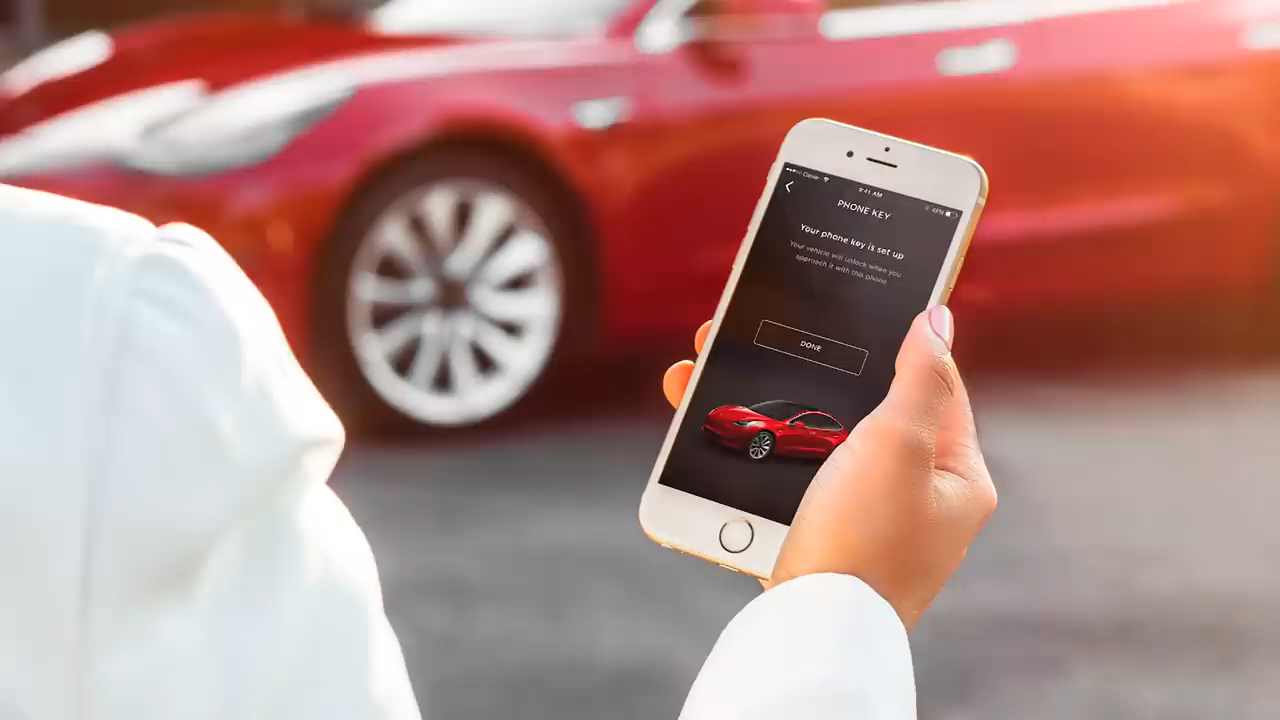 Carrier 9:41 AM 42%
PHONE KEY
Your phone key is set up
Your vehicle will unlock when you
approach it with this phone
DONE